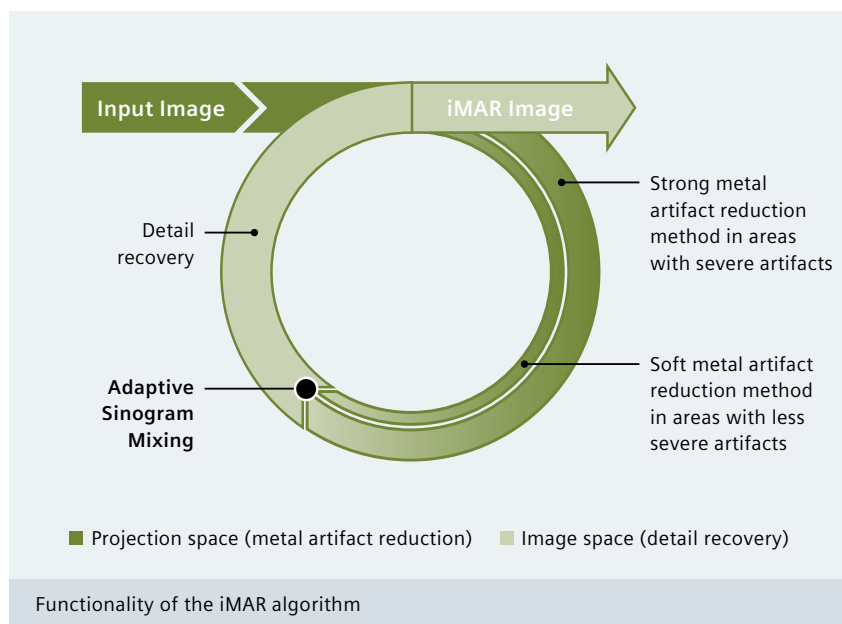 Input Image
iMAR Image
Strong metal
artifact reduction
method in areas
with severe artifacts
Detail
recovery
Soft metal artifact
reduction method
in areas with less
severe artifacts
Adaptive
Sinogram
Mixing
Projection space (metal artifact reduction)
Image space (detail recovery)
Functionality of the iMAR algorithm